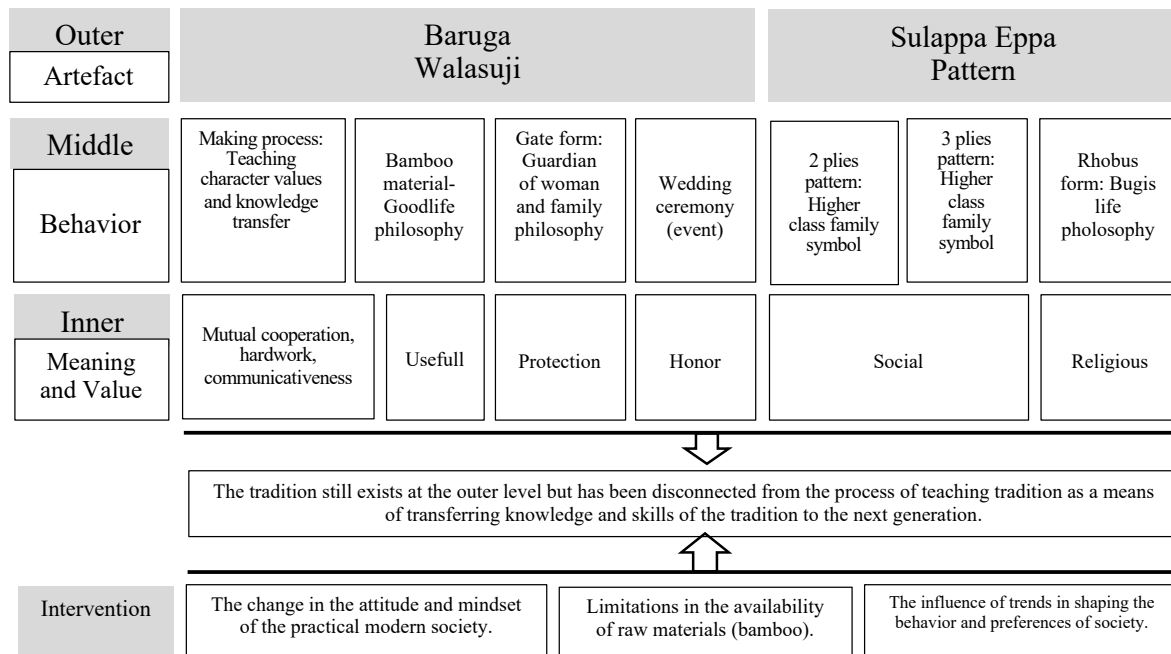 Outer
Artefact
Baruga
Walasuji
Sulappa Eppa
Pattern
Middle
Behavior
Making process:
Teaching
character values
and knowledge
transfer
Bamboo
material-
Goodlife
philosophy
Gate form:
Guardian
of woman
and family
philosophy
Wedding
ceremony
(event)
2 plies
pattern:
Higher
class family
symbol
3 plies
pattern:
Higher
class
family
symbol
Rhobus
form: Bugis
life
pholosophy
Inner
Meaning
and Value
Mutual cooperation,
hardwork,
communicativeness
Usefull
Protection
Honor
Social
Religious
The tradition still exists at the outer level but has been disconnected from the process of teaching tradition as a means
of transferring knowledge and skills of the tradition to the next generation.
Intervention
The change in the attitude and mindset
of the practical modern society.
Limitations in the availability
of raw materials (bamboo).
The influence of trends in shaping the
behavior and preferences of society.